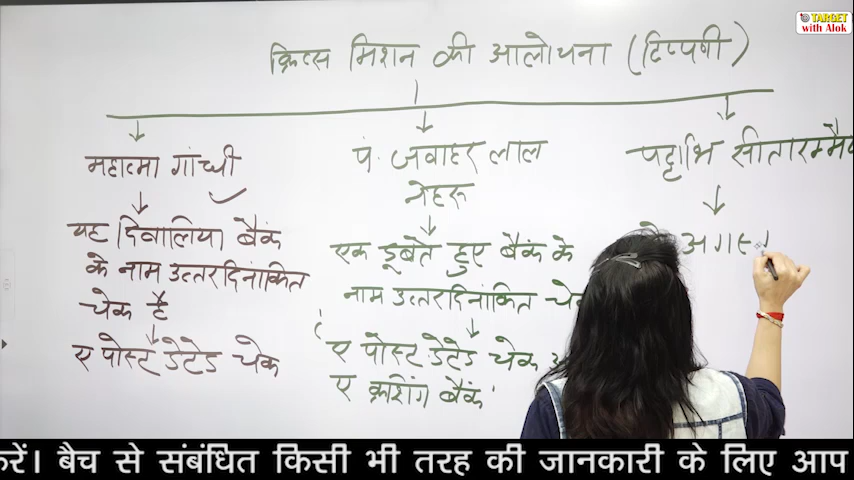 TARGET
with Alok
क्रिप्स मिशन की आलोचना (टिप्पणी)
महात्मा गांधी
यह दिवालिया बैंक
के नाम उत्तरदिनांकित
चेक है
ए पोस्ट डेटेड चेक
पं. जवाहर लाल
नेहरू
एक डूबते हुए बैंक के
नाम उत्तरदिनांकित
'ए पोस्ट डेटेड चेक
ए क्रशिंग बैंक'
पट्टाभि
करें। बैच से संबंधित किसी भी तरह की जानकारी के लिए आप